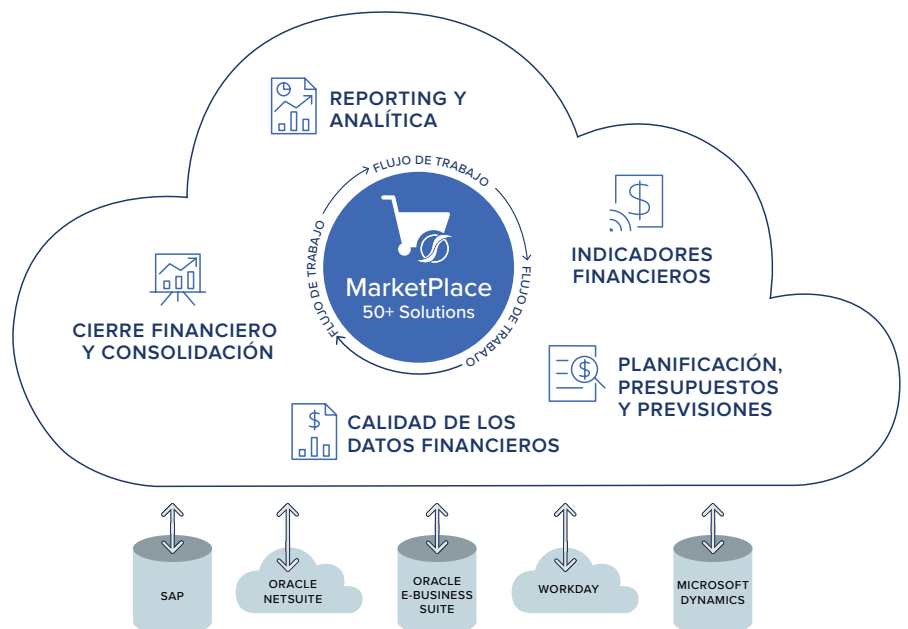 REPORTING Y
ANALÍTICA
FLUJO DE TRABAJO
FLUJO DE TRABAJO
FLUJO DE TRABAJO
MarketPlace
50+ Solutions
INDICADORES
FINANCIEROS
CIERRE FINANCIERO
Y CONSOLIDACIÓN
PLANIFICACIÓN,
PRESUPUESTOS
Y PREVISIONES
CALIDAD DE LOS
DATOS FINANCIEROS
SAP
ORACLE
NETSUITE
ORACLE
E-BUSINESS
SUITE
WORKDAY
MICROSOFT
DYNAMICS